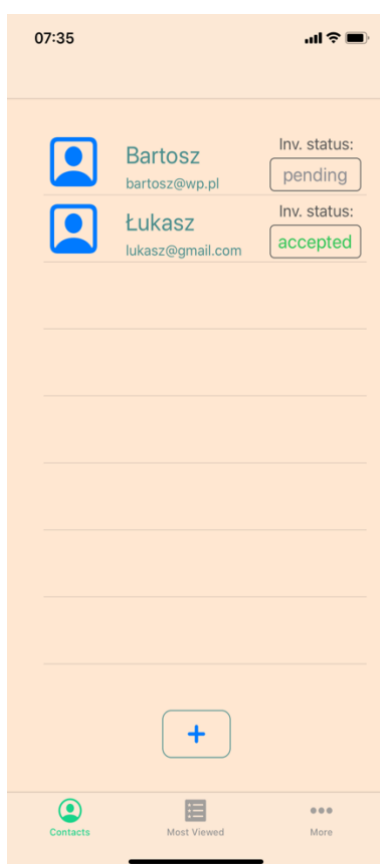 07:35
Bartosz
bartosz@wp.pl
Inv. status:
pending
Łukasz
lukasz@gmail.com
Inv. status:
accepted
+
Contacts
Most Viewed
More